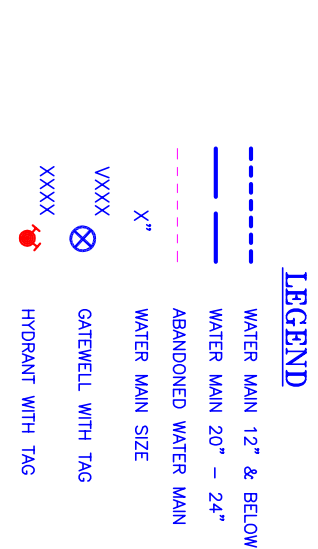 LEGEND
WATER MAIN 12" & BELOW
WATER MAIN 20" – 24"
ABANDONED WATER MAIN
X" WATER MAIN SIZE
VXXX GATEWELL WITH TAG
XXXX HYDRANT WITH TAG